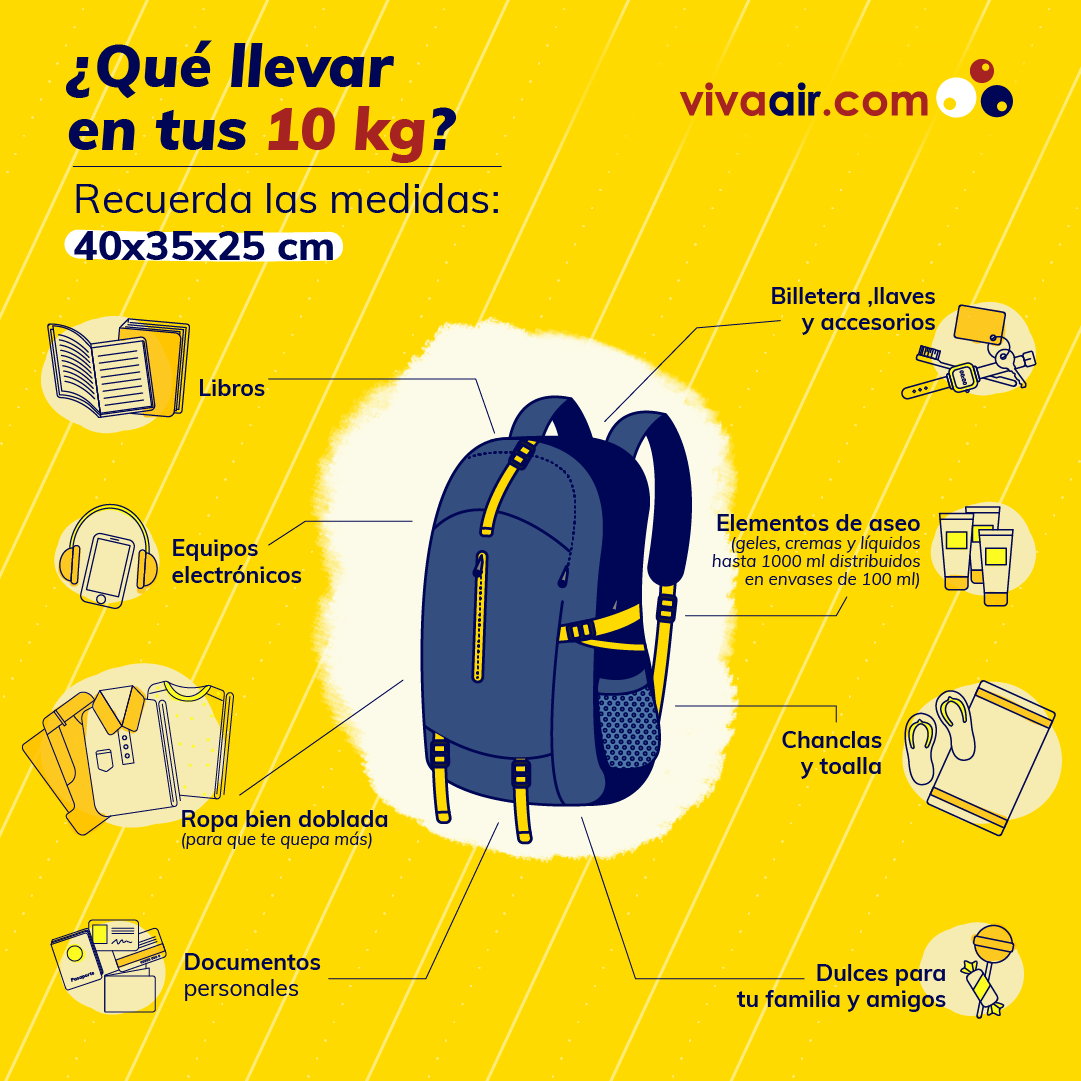 ¿Qué llevar
en tus 10 kg?
Recuerda las medidas:
40x35x25 cm
vivaair.com
Libros
Billetera ,llaves
y accesorios
Equipos
electrónicos
Elementos de aseo
(geles, cremas y líquidos
hasta 1000 ml distribuidos
en envases de 100 ml)
Ropa bien doblada
(para que te quepa más)
Chanclas
y toalla
Pasaporte
Documentos
personales
Dulces para
tu familia y amigos